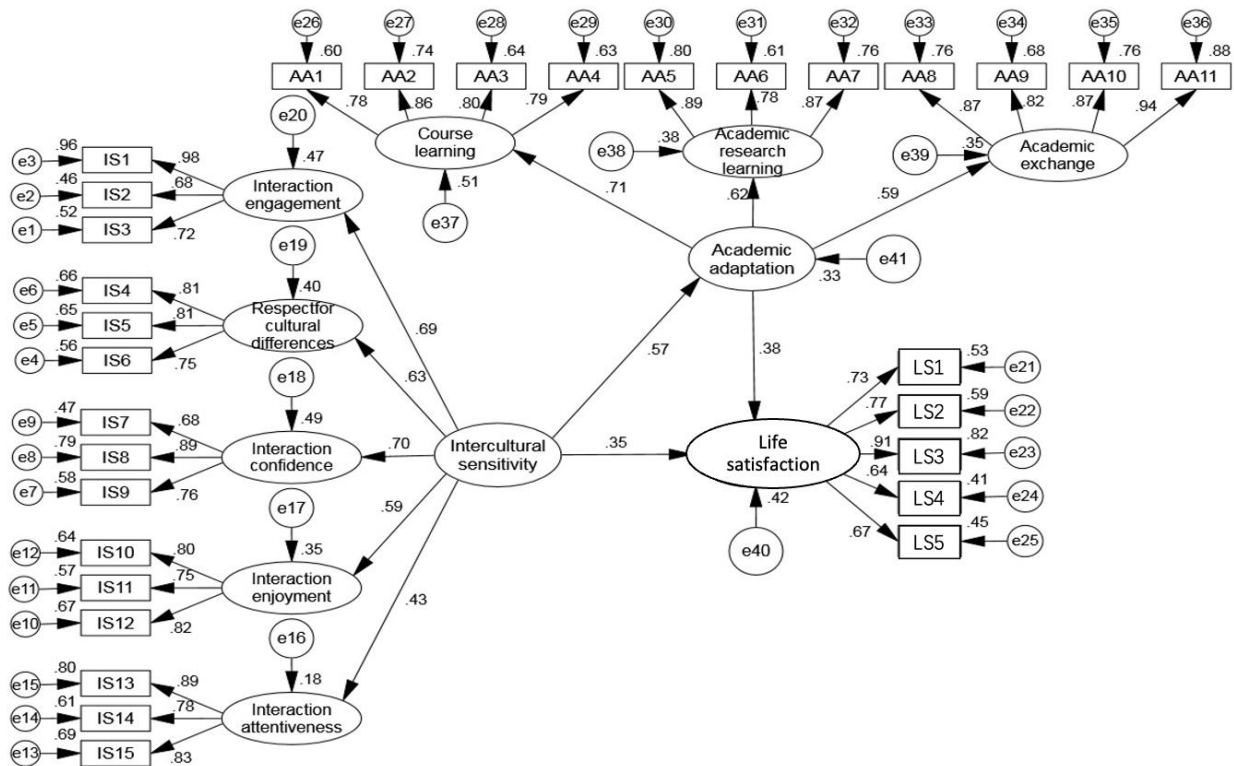 e26 e27 e28 e29 e30 e31 e32 e33 e34 e35 e36
.60 .74 .64 .63 .80 .61 .76 .76 .68 .76 .88
AA1 AA2 AA3 AA4 AA5 AA6 AA7 AA8 AA9 AA10 AA11
.78 .86 .80 .79 .89 .78 .87 .87 .82 .87 .94
e20
Course
learning
e38
.38
Academic
research
learning
e39
.35
Academic
exchange
.51
e37
.71
.62
.59
e3 .96 IS1 .98
e2 .46 IS2 .68
e1 .52 IS3 .72
.47
Interaction
engagement
e19
Academic
adaptation
e41
.33
e6 .66 IS4 .81
e5 .65 IS5 .81
e4 .56 IS6 .75
.40
Respectfor
cultural
differences
.69
.57
.38
e18
.63
e9 .47 IS7 .68
e8 .79 IS8 .89
e7 .58 IS9 .76
.49
Interaction
confidence
.70
Intercultural
sensitivity
.35
Life
satisfaction
.42
e40
.73 LS1 .53 e21
.77 LS2 .59 e22
.91 LS3 .82 e23
.64 LS4 .41 e24
.67 LS5 .45 e25
e17
.59
e12 .64 IS10 .80
e11 .57 IS11 .75
e10 .67 IS12 .82
.35
Interaction
enjoyment
.43
e16
e15 .80 IS13 .89
e14 .61 IS14 .78
e13 .69 IS15 .83
.18
Interaction
attentiveness